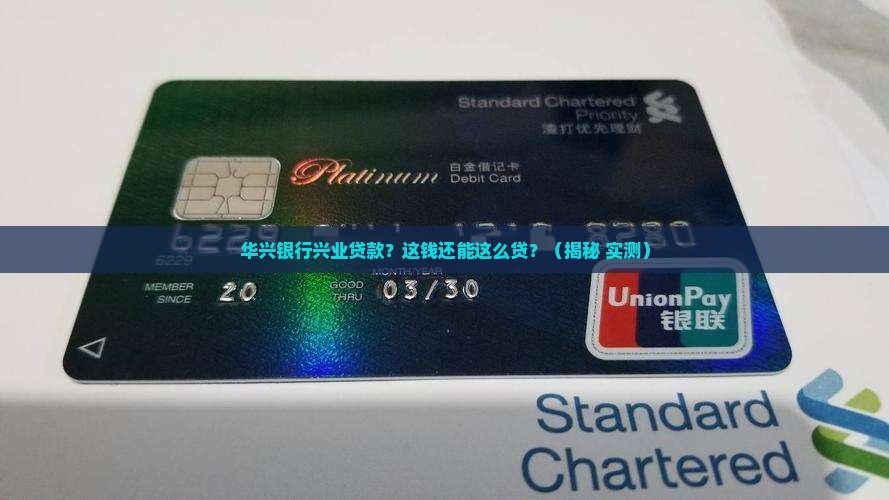 Standard Chartered
Priority
渣打优先理财
Platinum
白金借记卡
Debit Card
华兴银行兴业贷款？这钱还能这么贷？（揭秘 实测）
6229
MONTH/YEAR
MEMBER SINCE 20 GOOD THRU 03/30
UnionPay
银联
Standard
Chartered